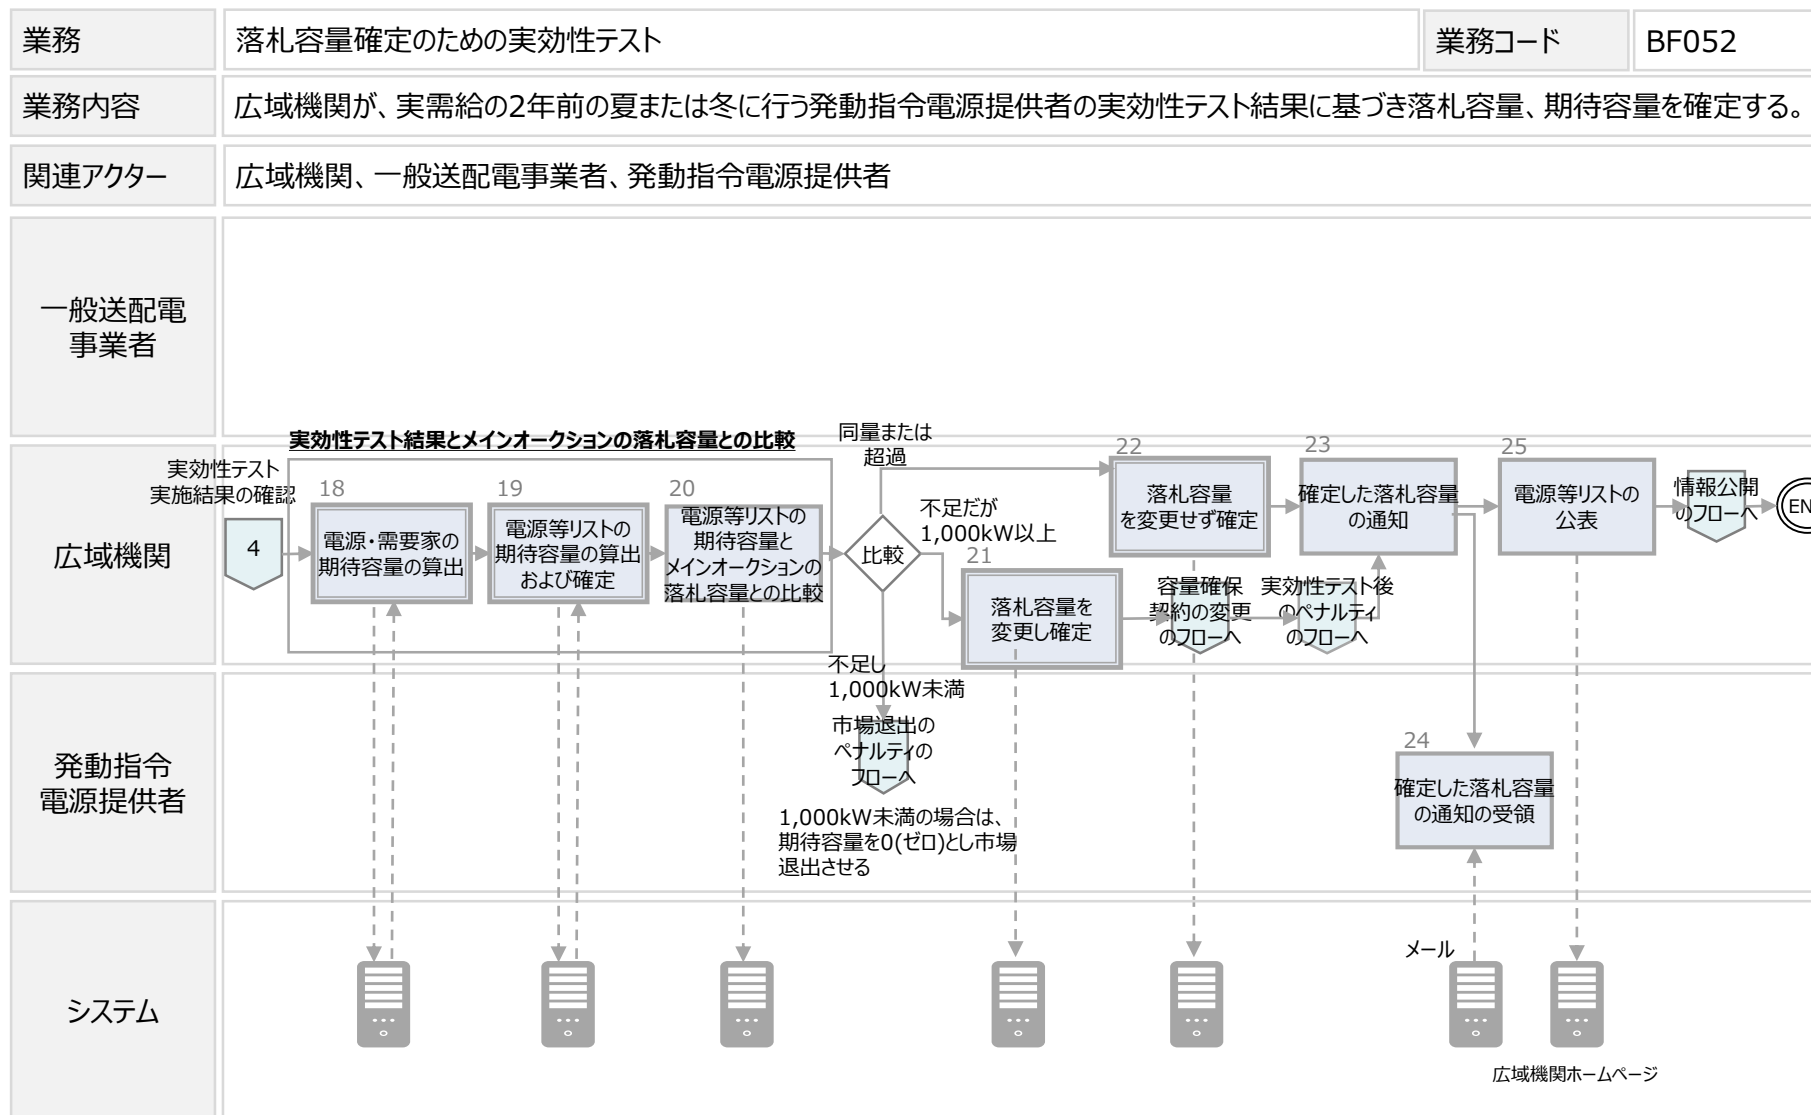 業務
落札容量確定のための実効性テスト
業務コード
BF052
業務内容
広域機関が、実需給の2年前の夏または冬に行う発動指令電源提供者の実効性テスト結果に基づき落札容量、期待容量を確定する。
関連アクター
広域機関、一般送配電事業者、発動指令電源提供者
一般送配電
事業者
広域機関
実効性テスト結果とメインオークションの落札容量との比較
実効性テスト
実施結果の確認
4
18
電源・需要家の
期待容量の算出
19
電源等リストの
期待容量の算出
および確定
20
電源等リストの
期待容量と
メインオークションの
落札容量との比較
比較
同量または
超過
不足だが
1,000kW以上
不足し
1,000kW未満
21
落札容量を
変更し確定
22
落札容量
を変更せず確定
容量確保
契約の変更
のフローへ
実効性テスト後
のペナルティ
のフローへ
23
確定した落札容量
の通知
25
電源等リストの
公表
情報公開
のフローへ
EN
発動指令
電源提供者
市場退出の
ペナルティの
フローへ
1,000kW未満の場合は、
期待容量を0(ゼロ)とし市場
退出させる
24
確定した落札容量
の通知の受領
システム
メール
広域機関ホームページ